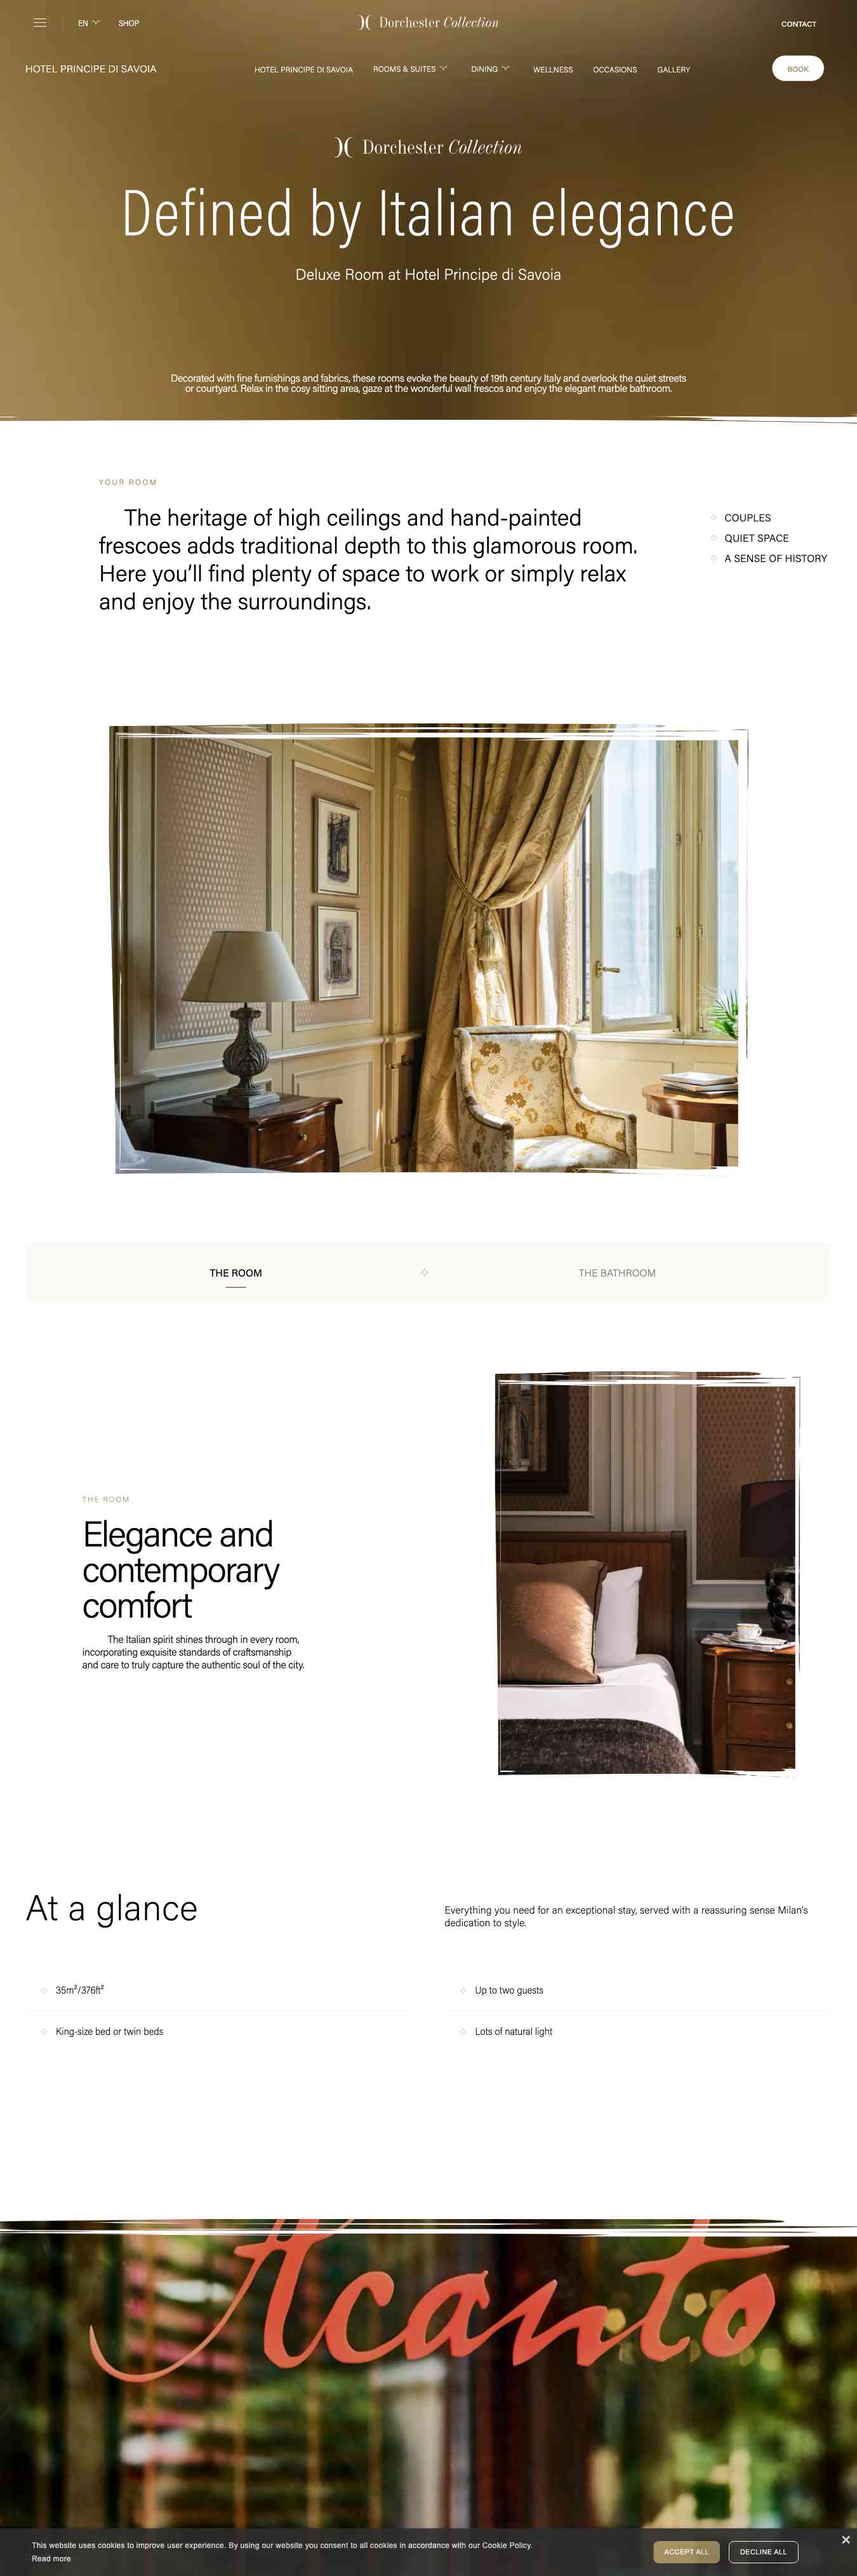 EN
SHOP
Dorchester Collection
CONTACT
HOTEL PRINCIPE DI SAVOIA
HOTEL PRINCIPE DI SAVOIA
ROOMS & SUITES
DINING
WELLNESS
OCCASIONS
GALLERY
BOOK
Dorchester Collection
Defined by Italian elegance
Deluxe Room at Hotel Principe di Savoia
Decorated with fine furnishings and fabrics, these rooms evoke the beauty of 19th century Italy and overlook the quiet streets
or courtyard. Relax in the cosy sitting area, gaze at the wonderful wall frescos and enjoy the elegant marble bathroom.
YOUR ROOM
The heritage of high ceilings and hand-painted
frescoes adds traditional depth to this glamorous room.
Here you’ll find plenty of space to work or simply relax
and enjoy the surroundings.
COUPLES
QUIET SPACE
A SENSE OF HISTORY
THE ROOM
THE BATHROOM
THE ROOM
Elegance and
contemporary
comfort
The Italian spirit shines through in every room,
incorporating exquisite standards of craftsmanship
and care to truly capture the authentic soul of the city.
At a glance
Everything you need for an exceptional stay, served with a reassuring sense Milan’s
dedication to style.
35m²/376ft²
Up to two guests
King-size bed or twin beds
Lots of natural light
Acanto
This website uses cookies to improve user experience. By using our website you consent to all cookies in accordance with our Cookie Policy.
Read more
ACCEPT ALL
DECLINE ALL